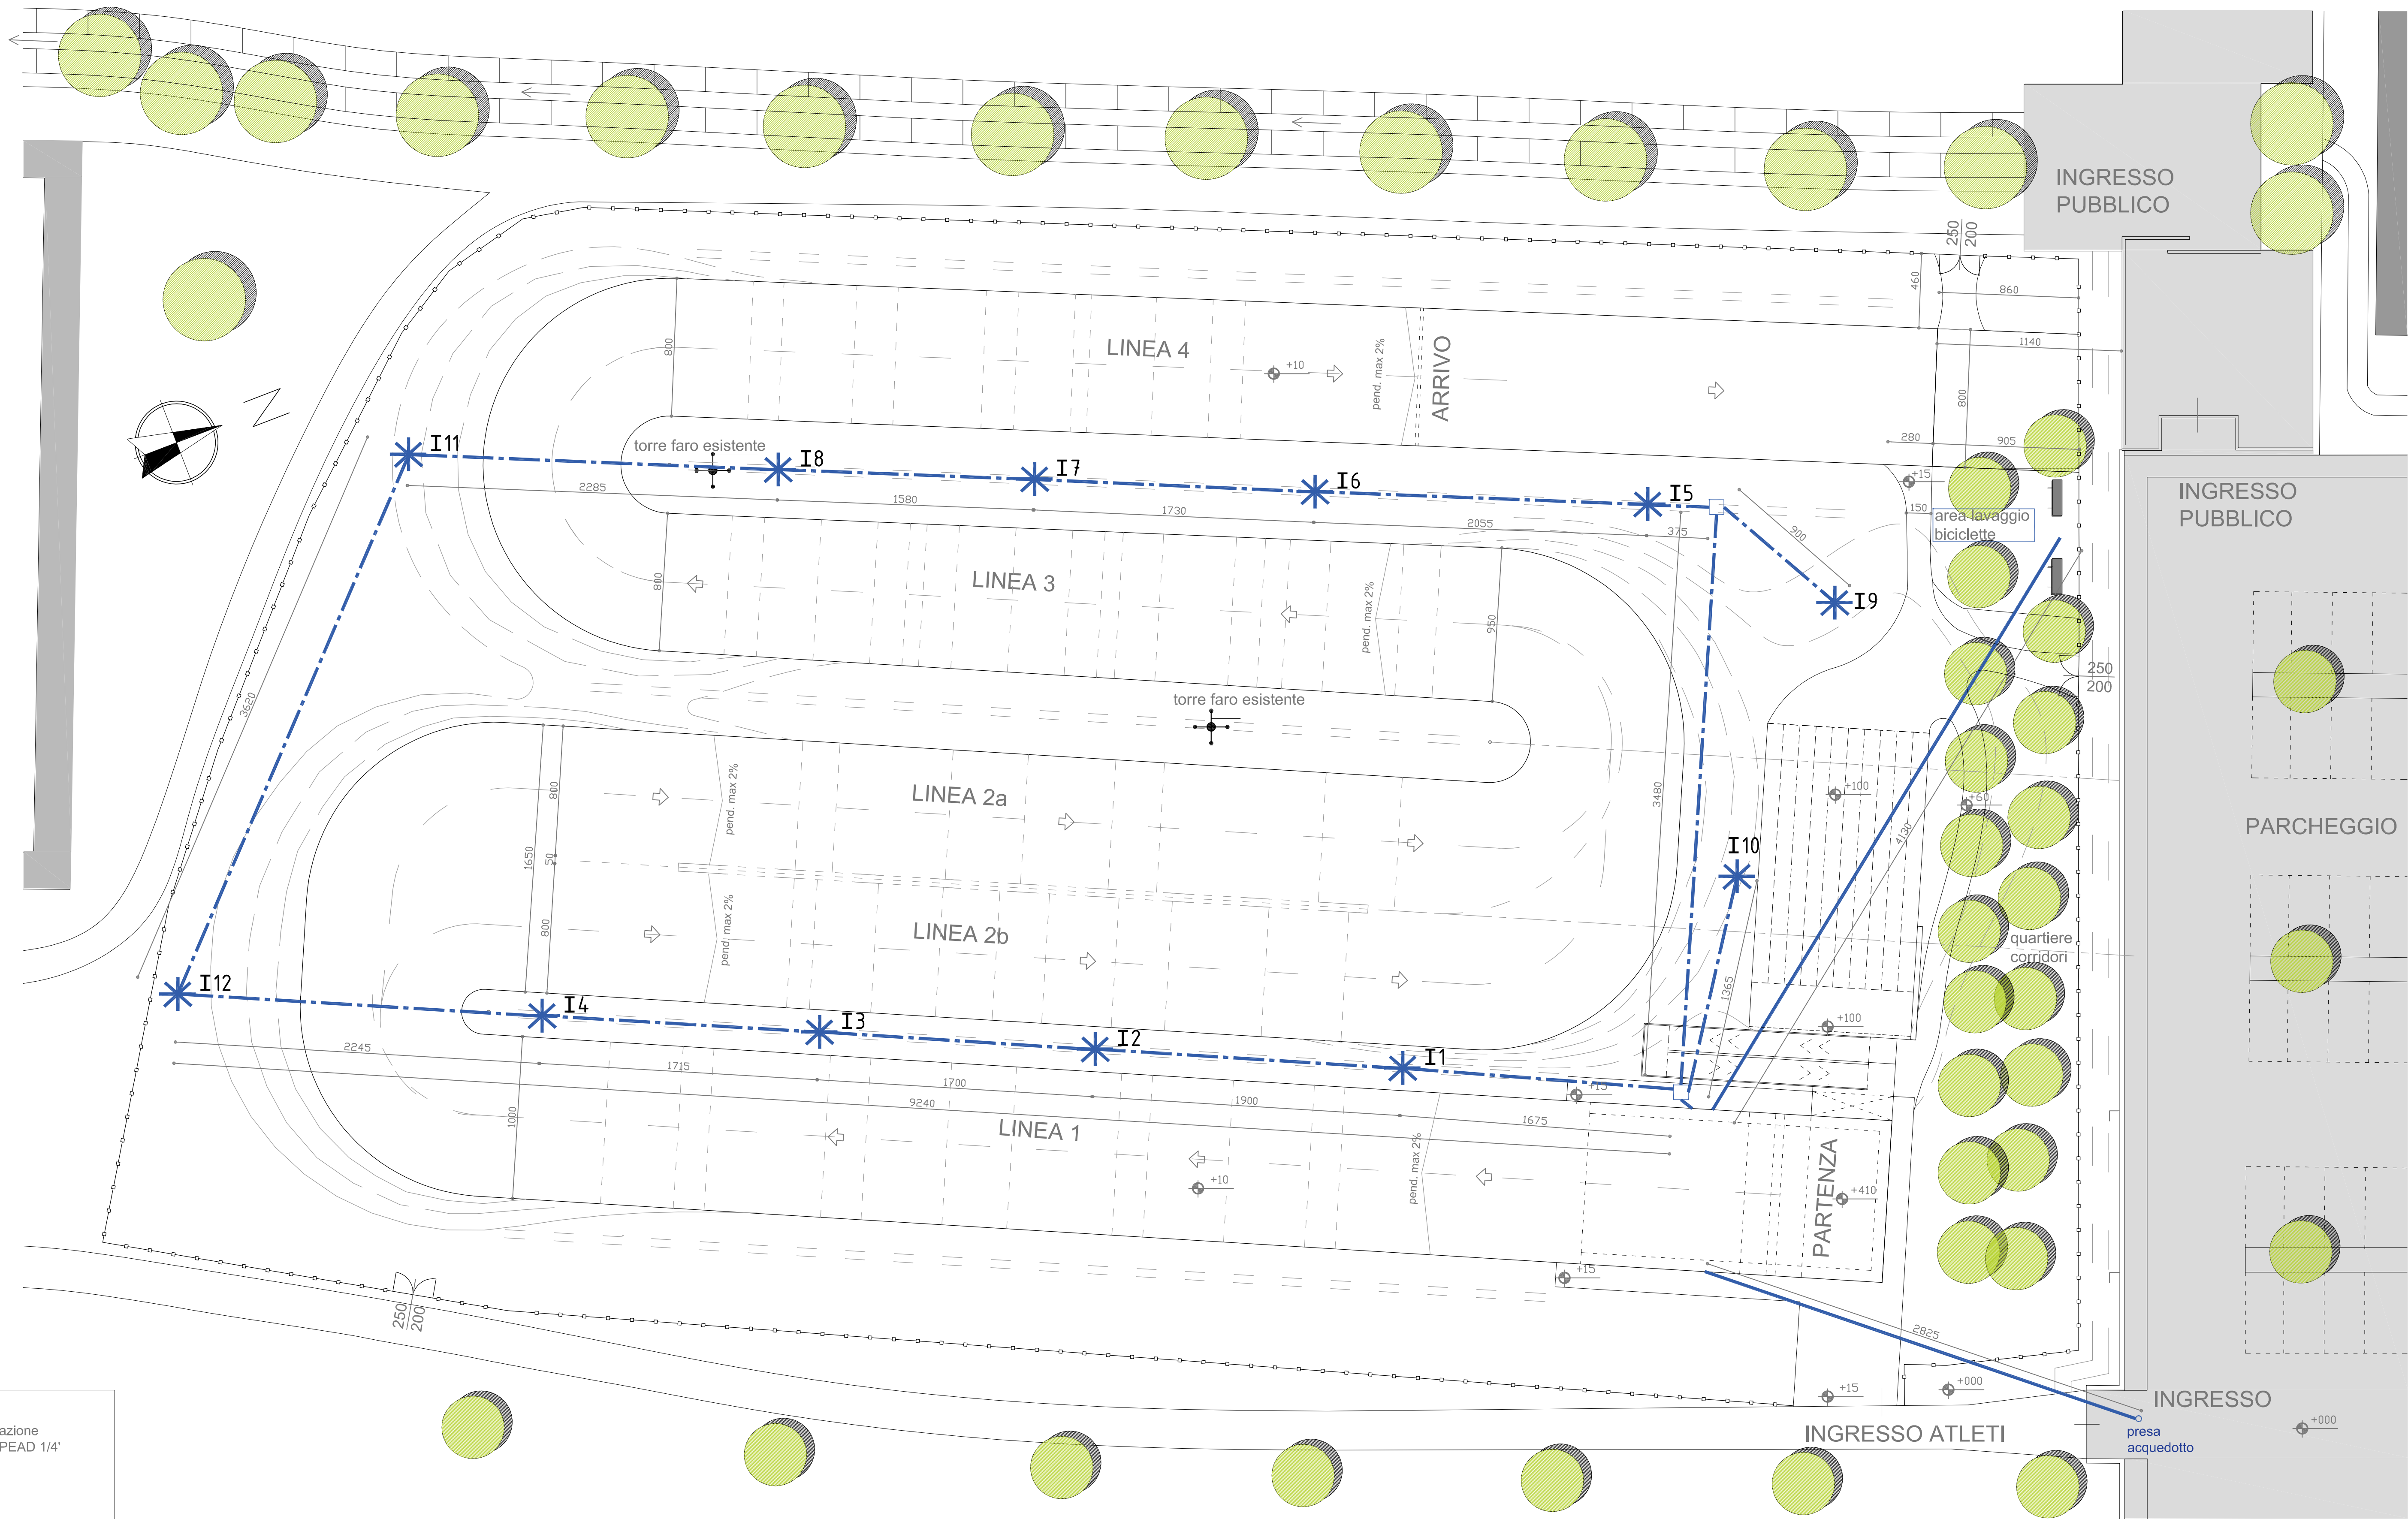 INGRESSO
PUBBLICO
250
200
460
860
1140
LINEA 4
ARRIVO
pend. max 2%
+10
800
800
280
905
N
I11
torre faro esistente
I8
I7
I6
I5
2285
1580
1730
2055
375
900
+15
150
area lavaggio
biciclette
INGRESSO
PUBBLICO
LINEA 3
800
pend. max 2%
950
I9
250
200
3620
torre faro esistente
800
1650
50
800
pend. max 2%
LINEA 2a
3480
+100
+60
4130
PARCHEGGIO
I10
pend. max 2%
LINEA 2b
quartiere
corridori
1365
+100
I12
I4
I3
I2
I1
2245
1715
1700
9240
1900
1675
+15
1000
LINEA 1
pend. max 2%
+10
PARTENZA
+410
+15
250
200
2825
+15
+000
INGRESSO
+000
INGRESSO ATLETI
presa
acquedotto
azione
PEAD 1/4'